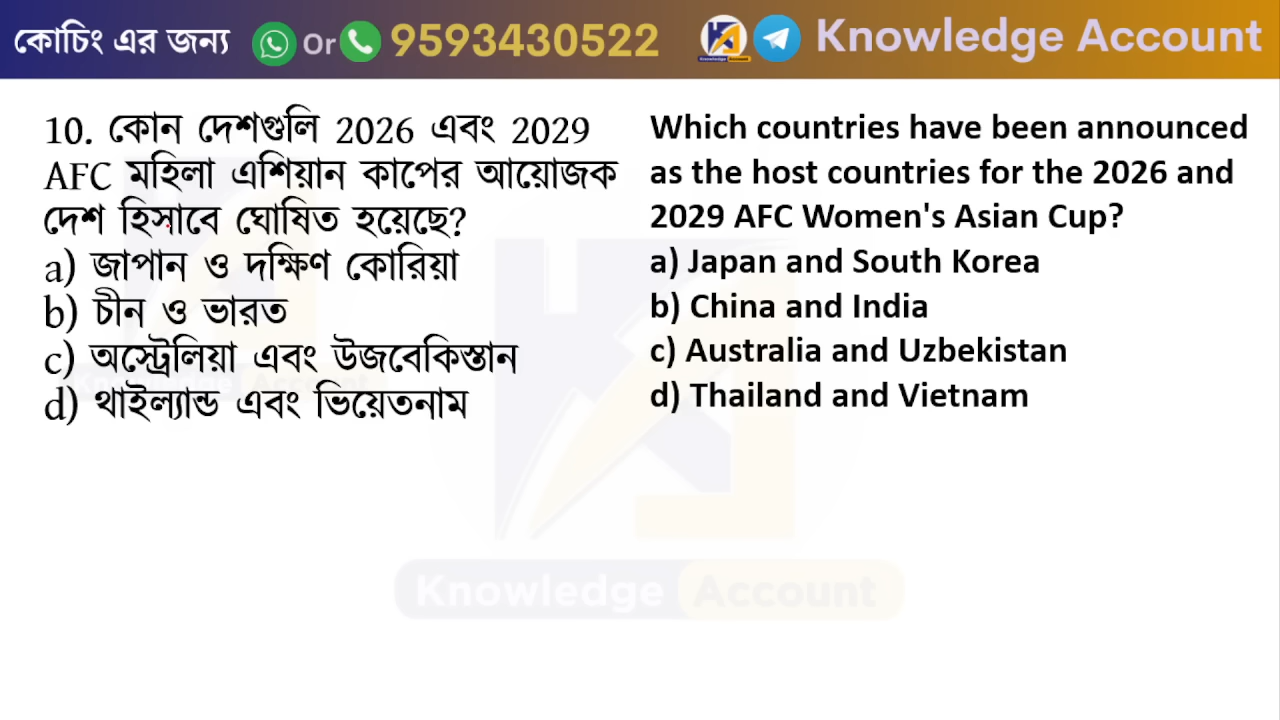 কোচিং এর জন্য Or 9593430522 Knowledge Account
10. কোন দেশগুলি 2026 এবং 2029
AFC মহিলা এশিয়ান কাপের আয়োজক
দেশ হিসাবে ঘোষিত হয়েছে?
a) জাপান ও দক্ষিণ কোরিয়া
b) চীন ও ভারত
c) অস্ট্রেলিয়া এবং উজবেকিস্তান
d) থাইল্যান্ড এবং ভিয়েতনাম
Which countries have been announced
as the host countries for the 2026 and
2029 AFC Women's Asian Cup?
a) Japan and South Korea
b) China and India
c) Australia and Uzbekistan
d) Thailand and Vietnam
Knowledge Account